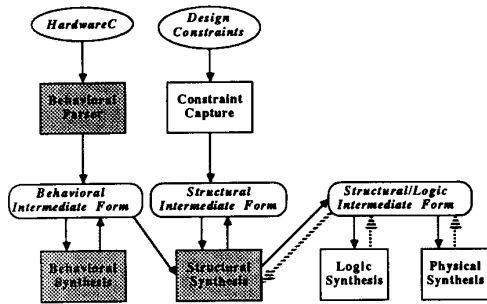 HardwareC
Design
Constraints
Behavioral
Parser
Constraint
Capture
Behavioral
Intermediate Form
Structural
Intermediate Form
Structural/Logic
Intermediate Form
Behavioral
Synthesis
Structural
Synthesis
Logic
Synthesis
Physical
Synthesis